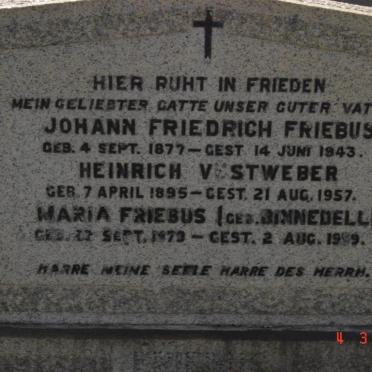 HIER RUHT IN FRIEDEN
MEIN GELIEBTER GATTE UNSER GUTER VAT
JOHANN FRIEDRICH FRIEBUS
GEB. 4 SEPT. 1877 – GEST. 14 JUNI 1943.
HEINRICH VESTWEBER
GEB. 7 APRIL 1895 – GEST. 21 AUG. 1957.
MARIA FRIEBUS (GEB. BINNEDELL
GEB. 22 SEPT. 1879 – GEST. 2 AUG.
HARRE MEINE SEELE HARRE DES HERRN.
4 3